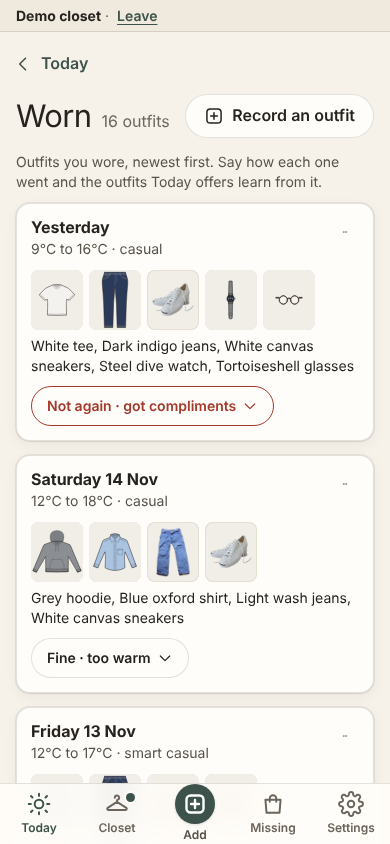 Demo closet · Leave
Today
Worn 16 outfits
Record an outfit
Outfits you wore, newest first. Say how each one
went and the outfits Today offers learn from it.
Yesterday
9°C to 16°C · casual
White tee, Dark indigo jeans, White canvas
sneakers, Steel dive watch, Tortoiseshell glasses
Not again · got compliments
Saturday 14 Nov
12°C to 18°C · casual
Grey hoodie, Blue oxford shirt, Light wash jeans,
White canvas sneakers
Fine · too warm
Friday 13 Nov
12°C to 17°C · smart casual
Today
Closet
Add
Missing
Settings